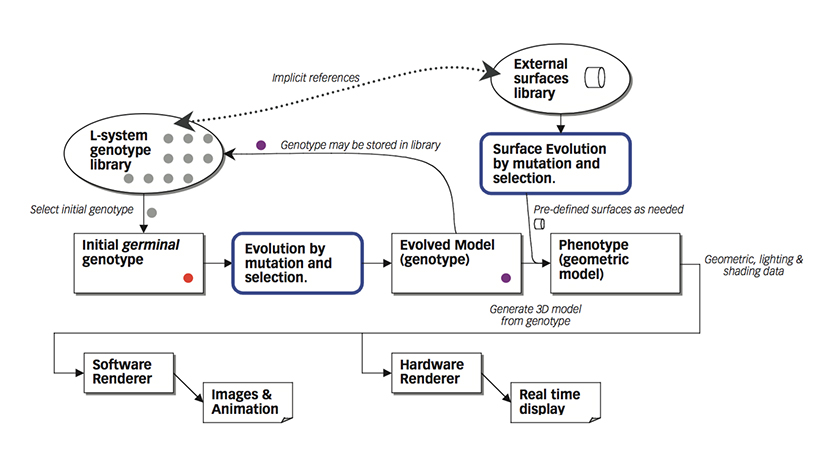 Implicit references
External
surfaces
library
L-system
genotype
library
Genotype may be stored in library
Surface Evolution
by mutation and
selection.
Select initial genotype
Pre-defined surfaces as needed
Initial germinal
genotype
Evolution by
mutation and
selection.
Evolved Model
(genotype)
Phenotype
(geometric
model)
Geometric, lighting &
shading data
Generate 3D model
from genotype
Software
Renderer
Images &
Animation
Hardware
Renderer
Real time
display